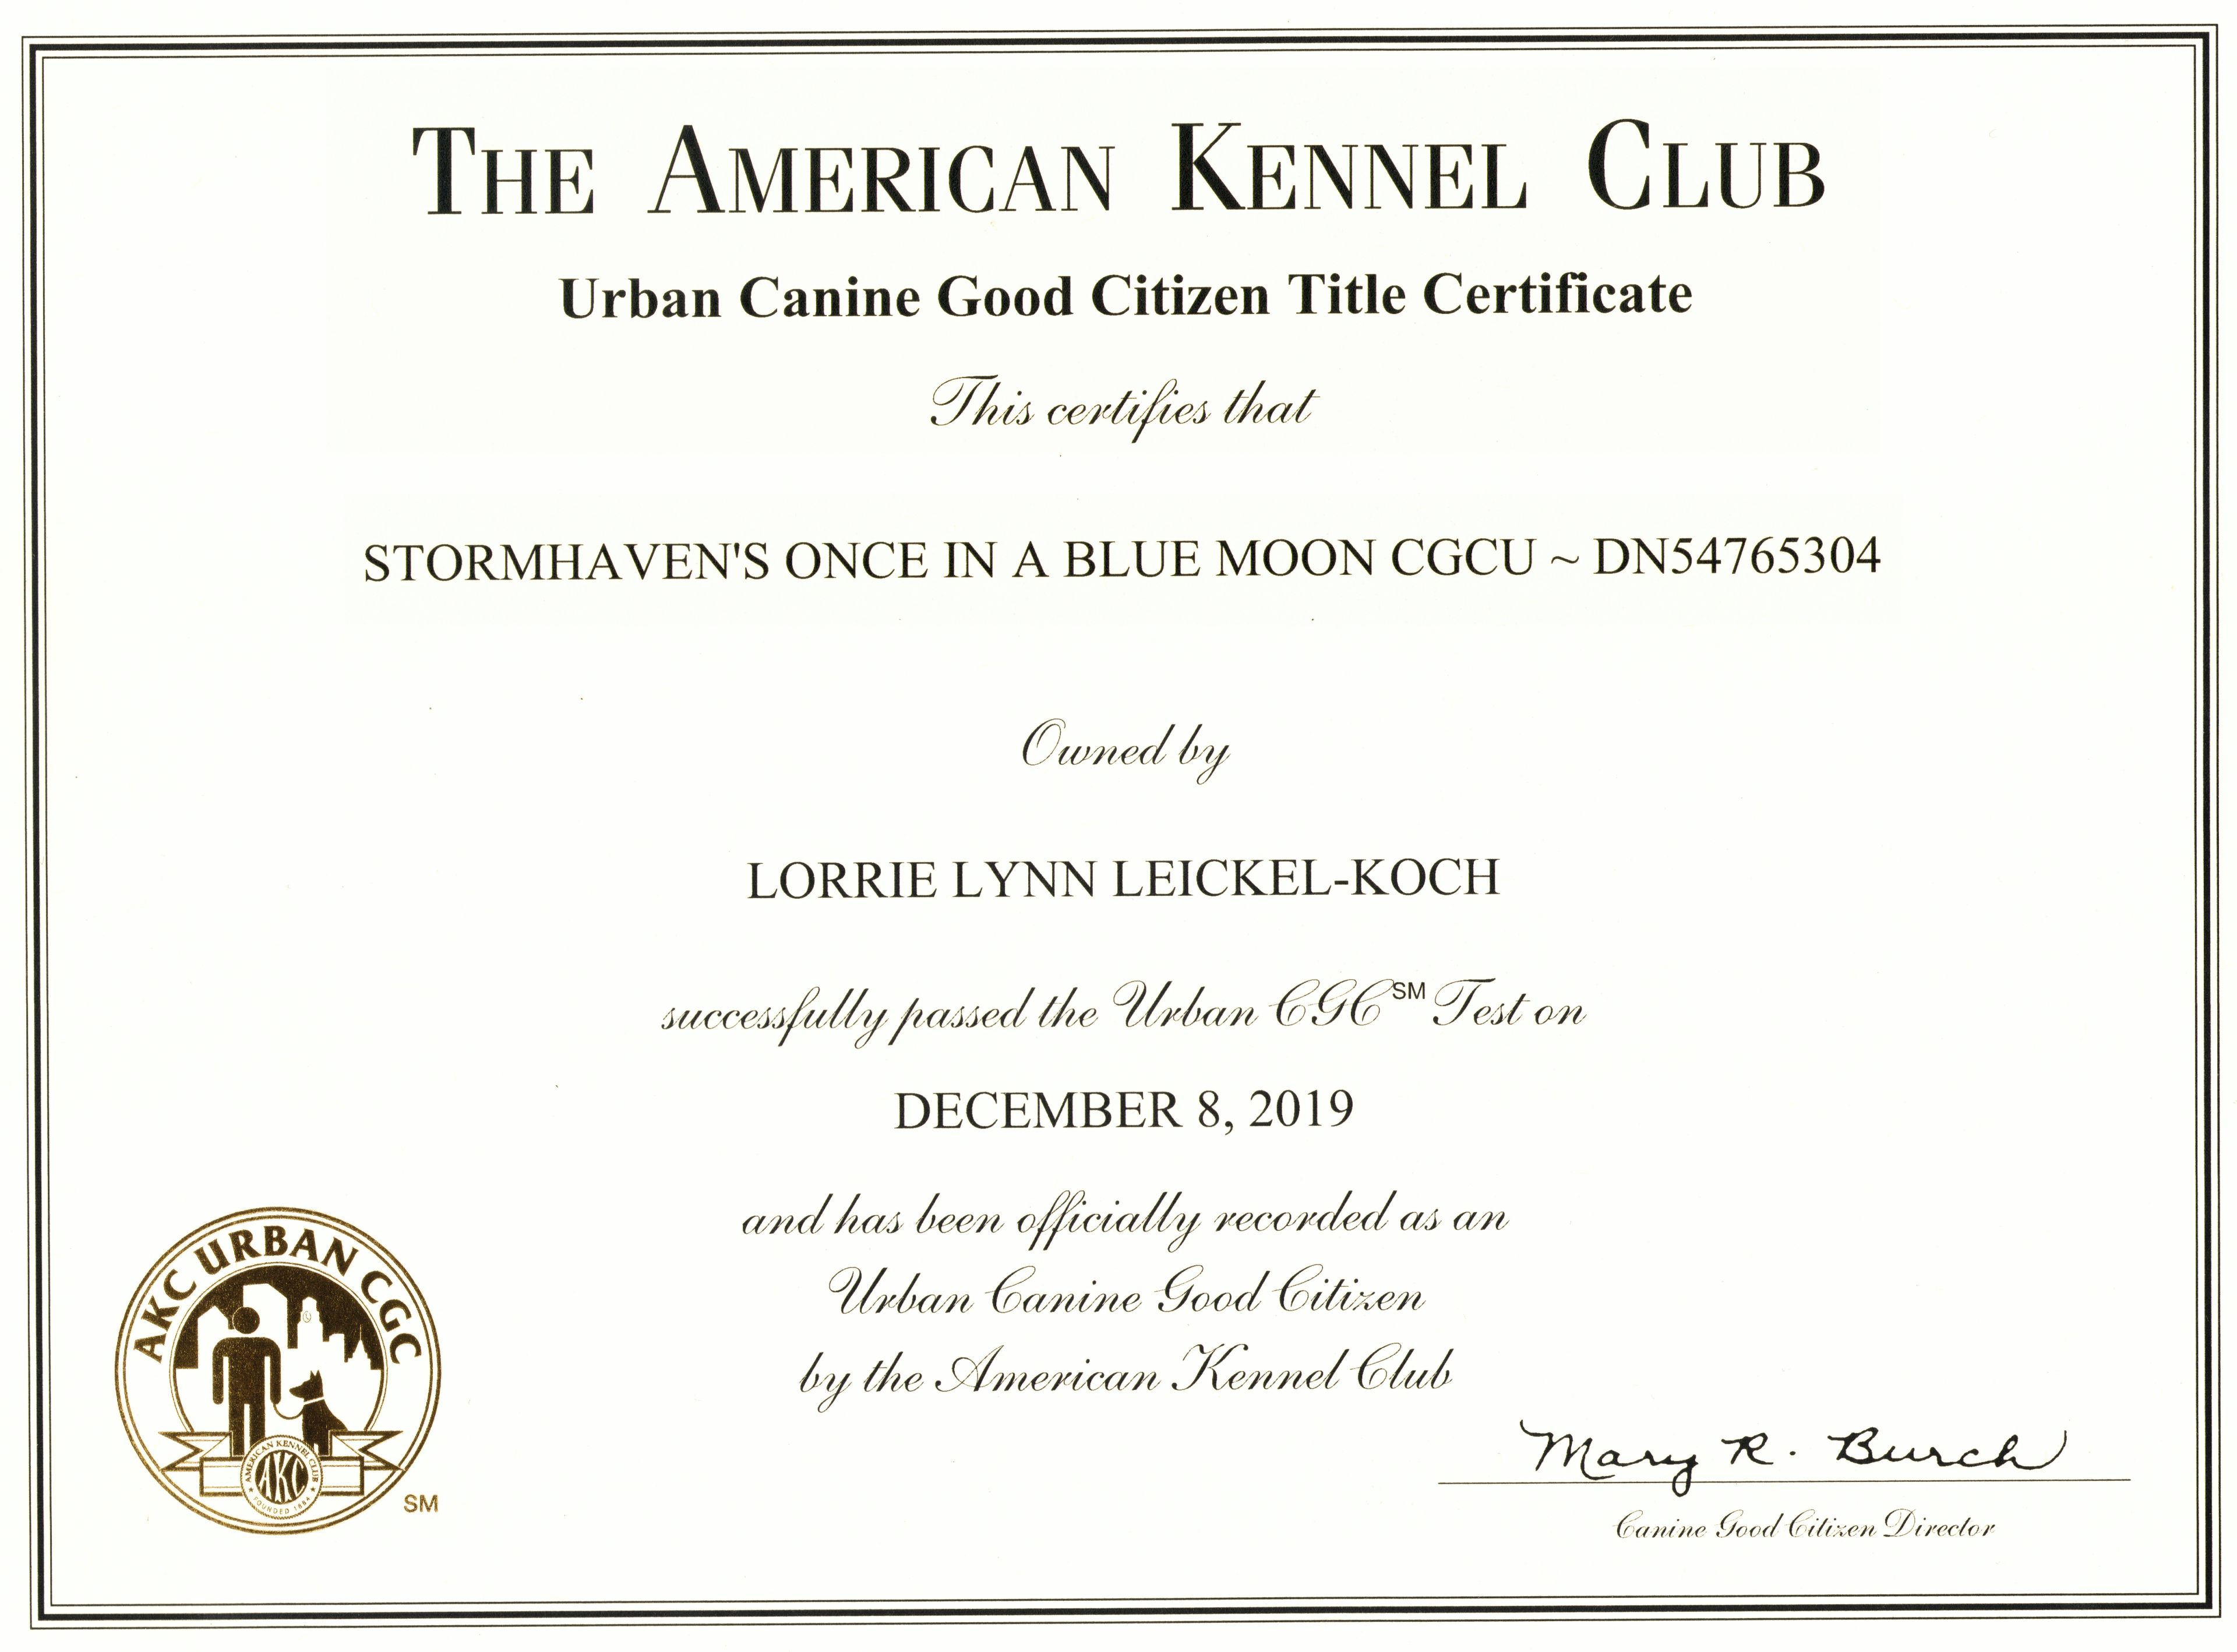 THE AMERICAN KENNEL CLUB
Urban Canine Good Citizen Title Certificate
This certifies that
STORMHAVEN'S ONCE IN A BLUE MOON CGCU ~ DN54765304
Owned by
LORRIE LYNN LEICKEL-KOCH
successfully passed the Urban CGC℠ Test on
DECEMBER 8, 2019
and has been officially recorded as an
Urban Canine Good Citizen
by the American Kennel Club
AKC URBAN CGC
AMERICAN KENNEL CLUB
AKC
FOUNDED 1884
SM
Mary R. Burch
Canine Good Citizen Director